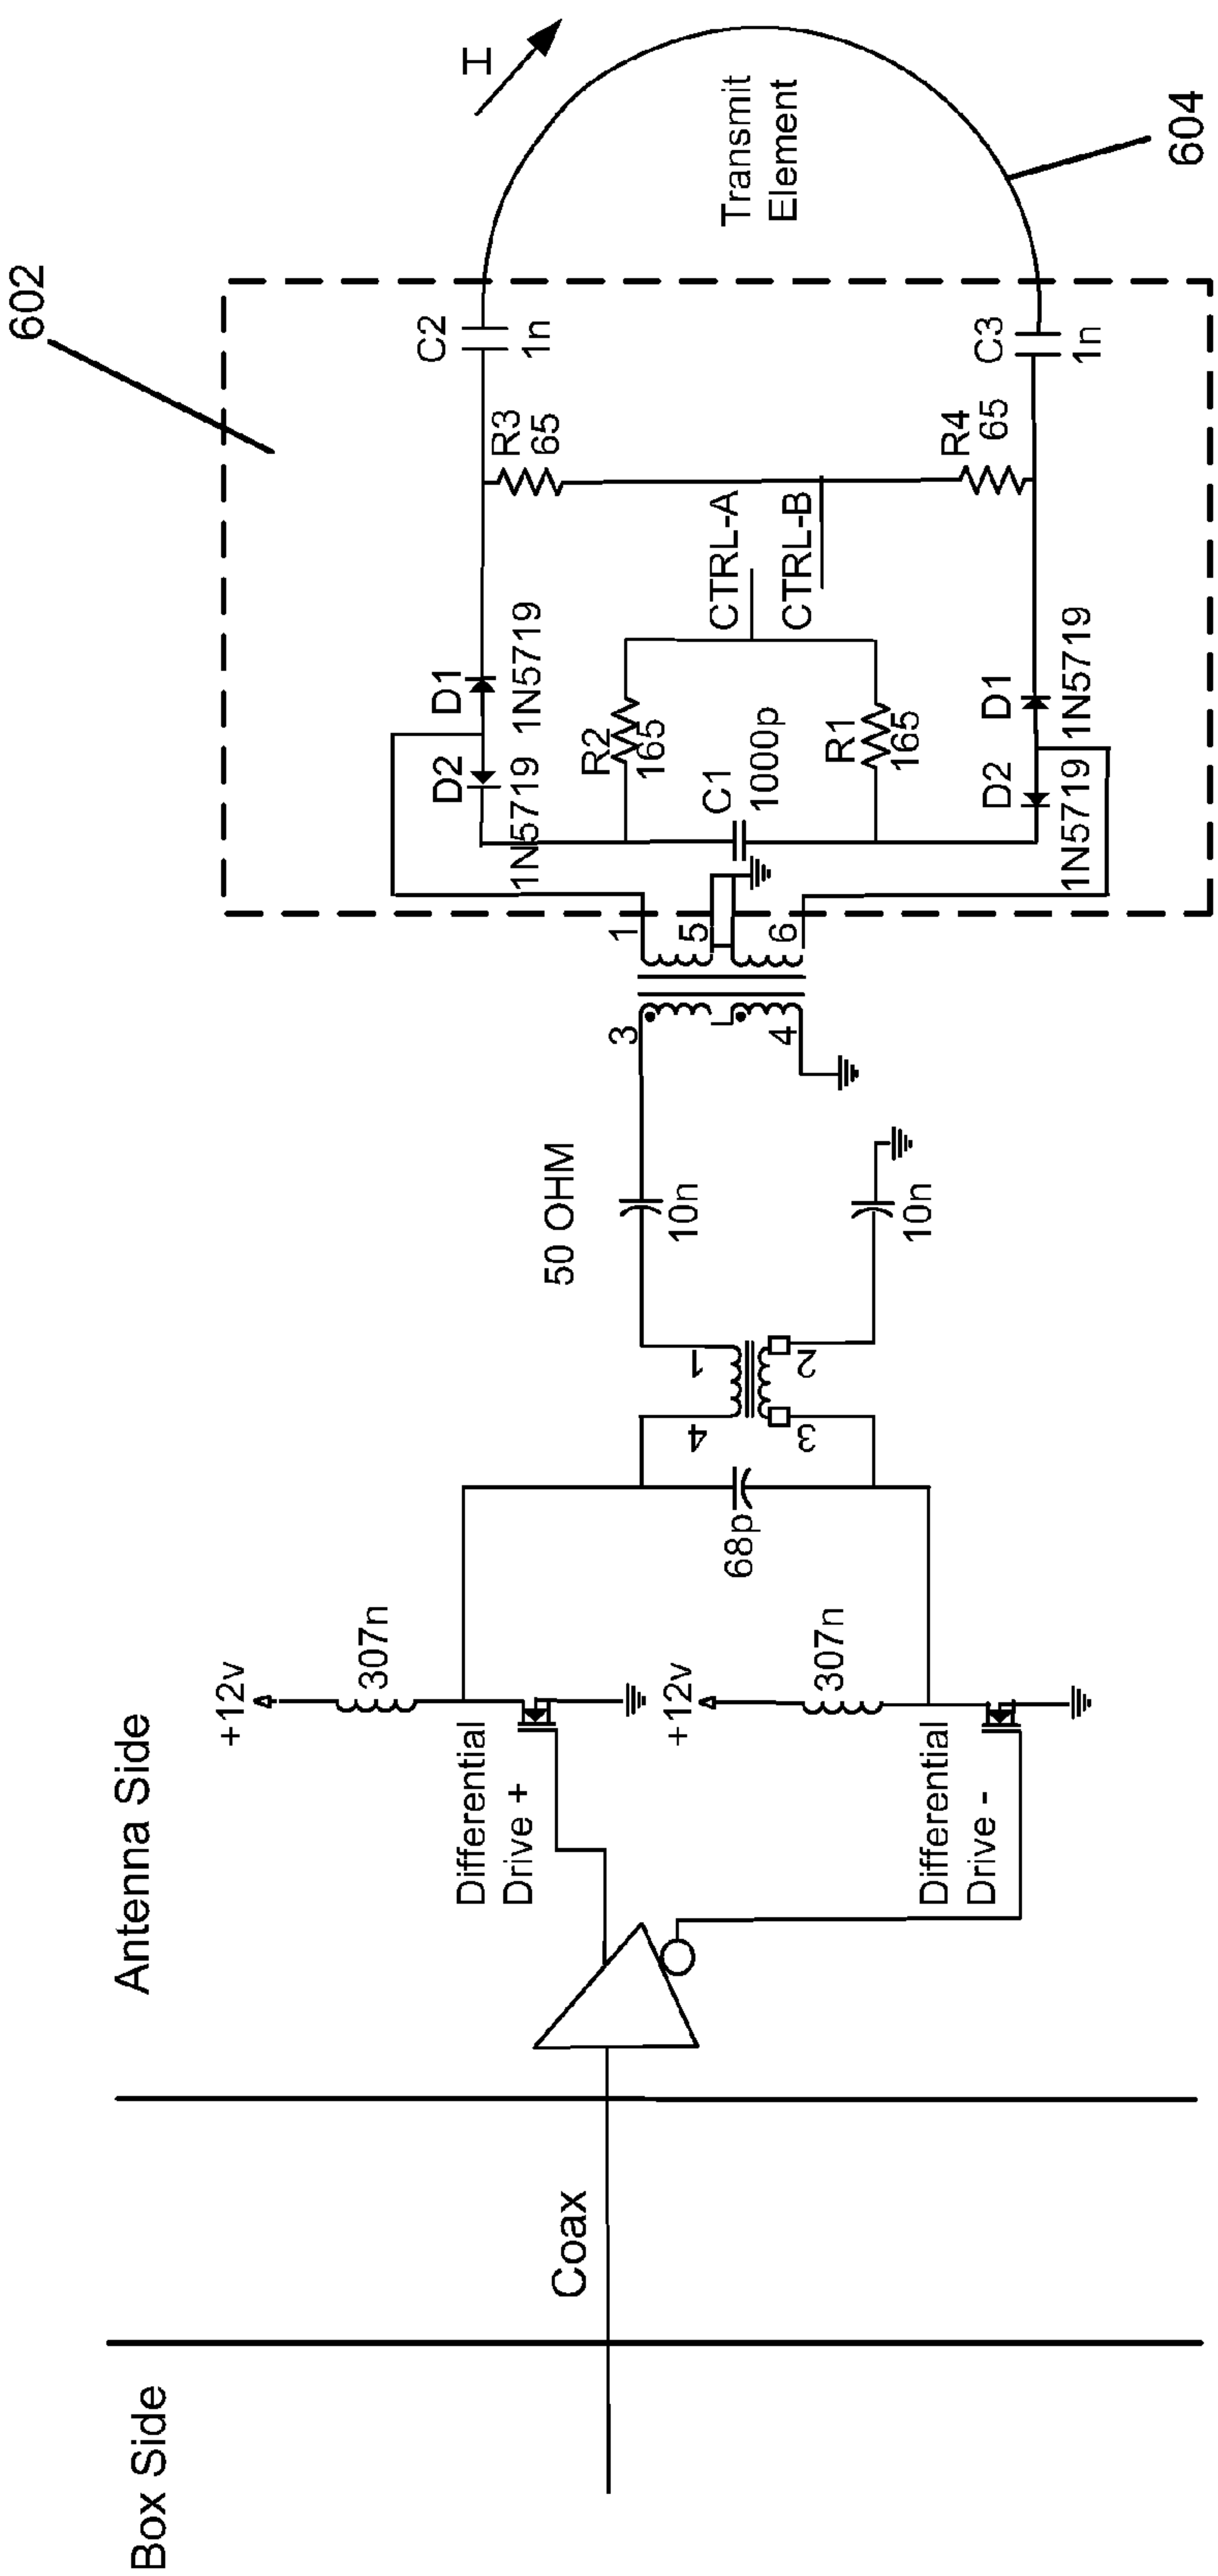 Box Side
Coax
Antenna Side
+12v
307n
Differential
Drive +
+12v
307n
Differential
Drive -
68p
4
1
3
2
50 OHM
10n
10n
3
4
1
5
6
602
D2
1N5719
D1
1N5719
R2
165
C1
1000p
R1
165
D2
1N5719
D1
1N5719
CTRL-A
CTRL-B
R3
65
R4
65
C2
1n
C3
1n
H
Transmit
Element
604